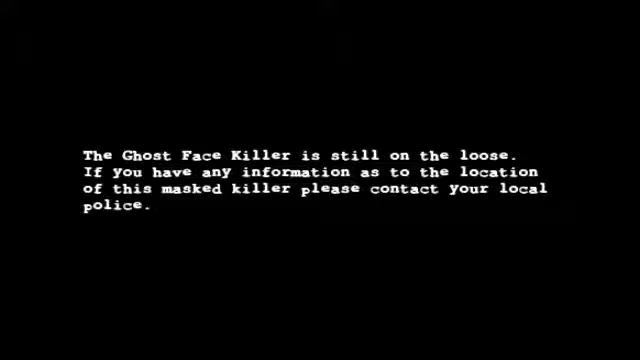 The Ghost Face Killer is still on the loose.
If you have any information as to the location
of this masked killer please contact your local
police.